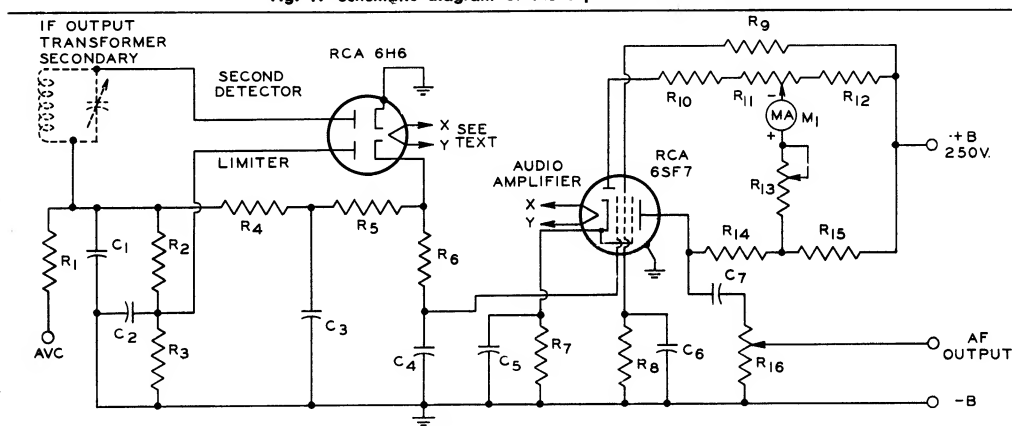 IF OUTPUT
TRANSFORMER
SECONDARY
RCA 6H6
SECOND
DETECTOR
LIMITER
X
Y
SEE
TEXT
AUDIO
AMPLIFIER
RCA
6SF7
X
Y
R9
R10
R11
R12
-
MA
M1
+
R13
R14
R15
+B
250V.
R1
C1
R2
R4
R5
R6
C2
R3
C3
C4
C5
R7
R8
C6
C7
R16
AVC
AF
OUTPUT
-B